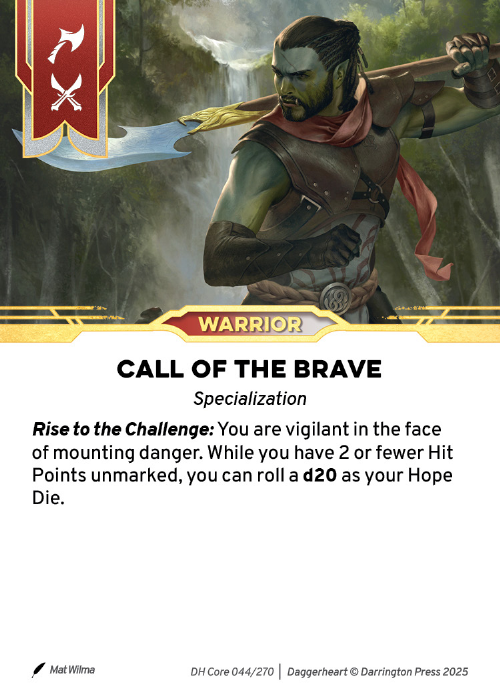 WARRIOR
CALL OF THE BRAVE
Specialization
Rise to the Challenge: You are vigilant in the face
of mounting danger. While you have 2 or fewer Hit
Points unmarked, you can roll a d20 as your Hope
Die.
Mat Wilma
DH Core 044/270 | Daggerheart © Darrington Press 2025